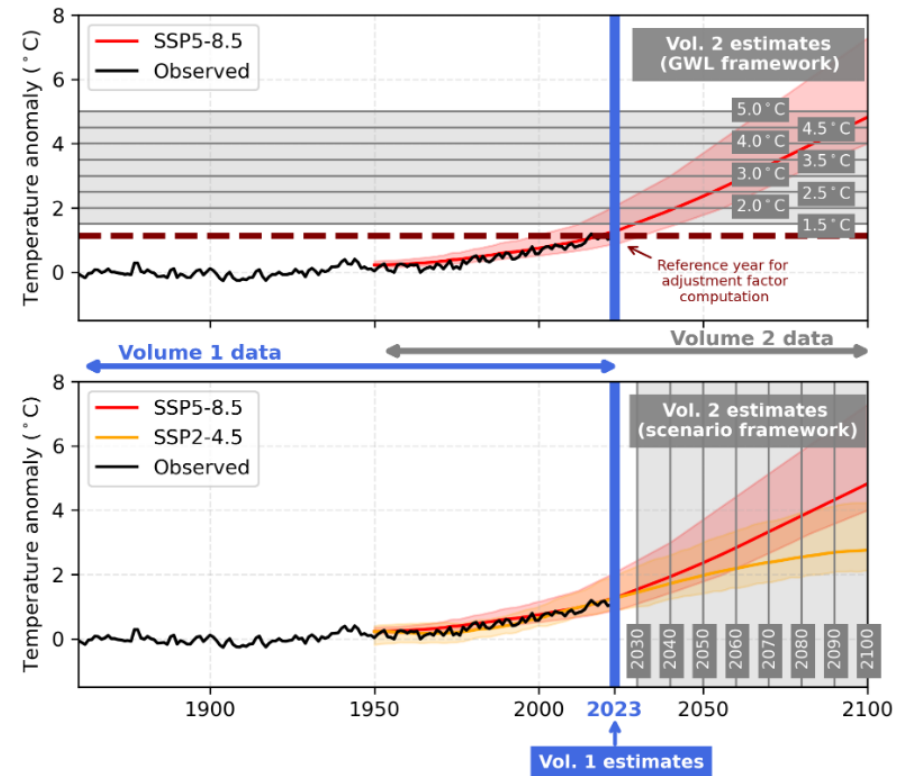 8
6
4
2
0
Temperature anomaly (°C)
SSP5-8.5
Observed
Vol. 2 estimates
(GWL framework)
5.0°C
4.5°C
4.0°C
3.5°C
3.0°C
2.5°C
2.0°C
1.5°C
Reference year for
adjustment factor
computation
Volume 1 data
Volume 2 data
8
6
4
2
0
Temperature anomaly (°C)
SSP5-8.5
SSP2-4.5
Observed
Vol. 2 estimates
(scenario framework)
2030
2040
2050
2060
2070
2080
2090
2100
1900
1950
2000
2023
2050
2100
Vol. 1 estimates